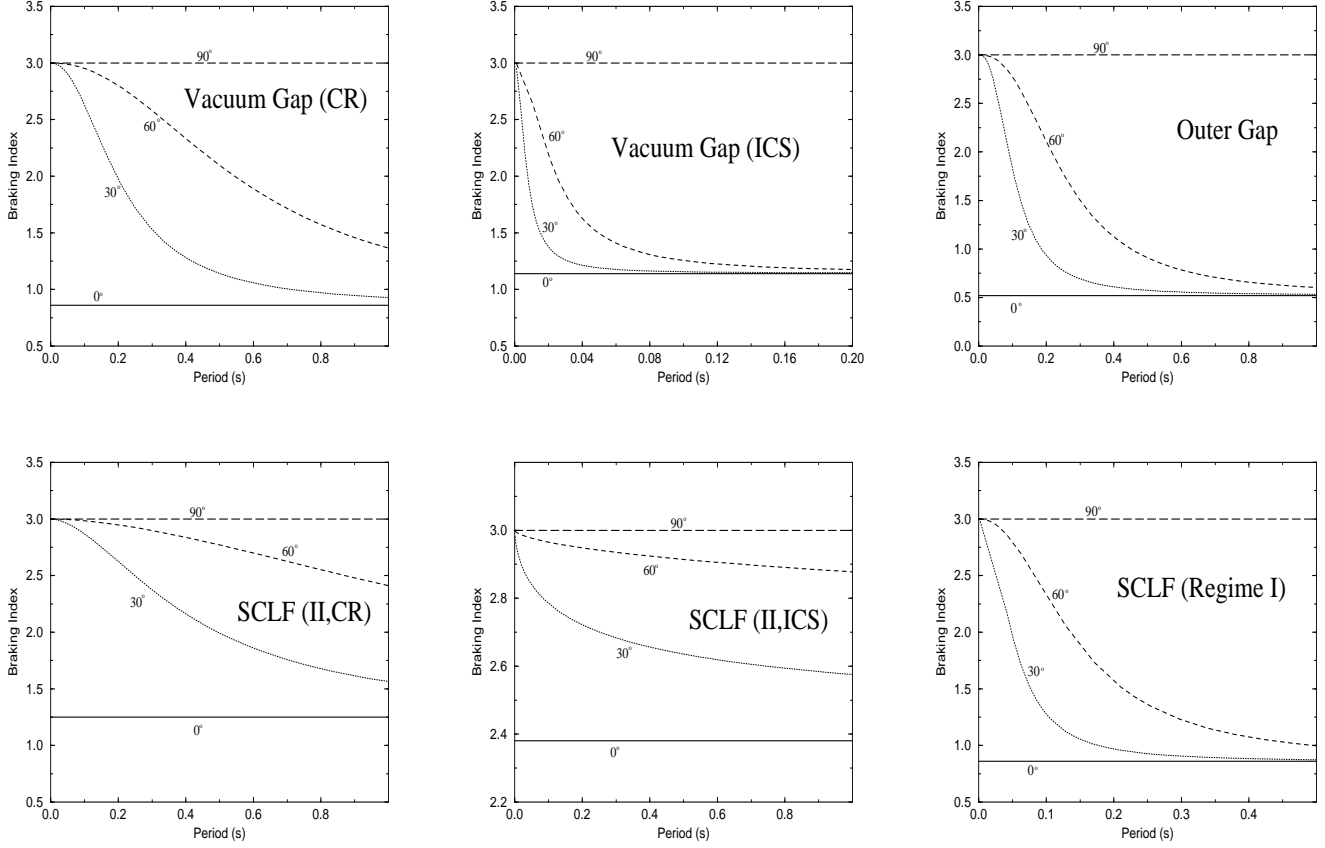 3.5
3.0
2.5
2.0
1.5
1.0
0.5
0.0 0.2 0.4 0.6 0.8
Period (s)
Braking Index
Vacuum Gap (CR)
90°
60°
30°
0°
3.5
3.0
2.5
2.0
1.5
1.0
0.5
0.00 0.04 0.08 0.12 0.16 0.20
Period (s)
Braking Index
Vacuum Gap (ICS)
90°
60°
30°
0°
3.5
3.0
2.5
2.0
1.5
1.0
0.5
0.0
0.0 0.2 0.4 0.6 0.8
Period (s)
Braking Index
Outer Gap
90°
60°
30°
0°
3.5
3.0
2.5
2.0
1.5
1.0
0.5
0.0 0.2 0.4 0.6 0.8
Period (s)
Braking Index
SCLF (II,CR)
90°
60°
30°
0°
3.0
2.8
2.6
2.4
2.2
0.0 0.2 0.4 0.6 0.8
Period (s)
Braking Index
SCLF (II,ICS)
90°
60°
30°
0°
3.5
3.0
2.5
2.0
1.5
1.0
0.5
0.0 0.1 0.2 0.3 0.4
Period (s)
Braking Index
SCLF (Regime I)
90°
60°
30°
0°